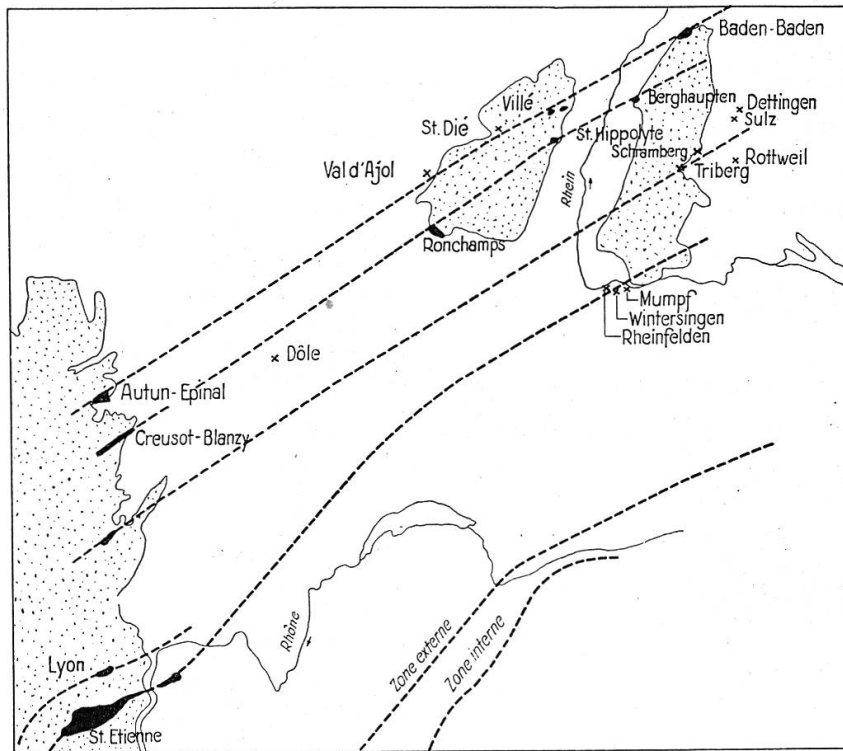 Baden-Baden
Villé
Berghaupten
Dettingen
St. Dié
Sulz
St. Hippolyte
Schramberg
Rottweil
Val d'Ajol
Triberg
Rhein
Ronchamps
Mumpf
Wintersingen
Rheinfelden
Dôle
Autun-Epinal
Creusot-Blanzy
Rhône
Zone externe
Zone interne
Lyon
St. Etienne